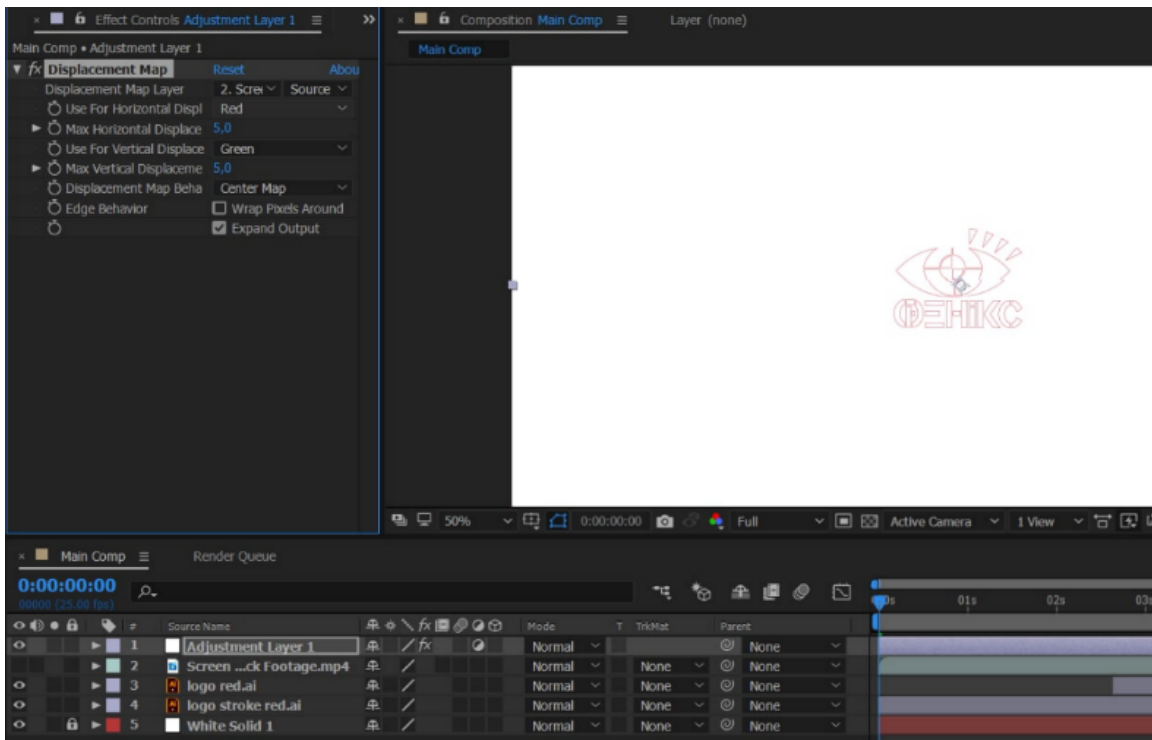 Effect Controls Adjustment Layer 1
Main Comp • Adjustment Layer 1
fx Displacement Map Reset Abou
Displacement Map Layer 2. Scree Source
Use For Horizontal Displ Red
Max Horizontal Displace 5,0
Use For Vertical Displace Green
Max Vertical Displaceme 5,0
Displacement Map Beha Center Map
Edge Behavior Wrap Pixels Around
Expand Output
Composition Main Comp Layer (none)
Main Comp
ФЕНІКС
50% 0:00:00:00 Full Active Camera 1 View
Main Comp Render Queue
0:00:00:00
00000 (25.00 fps)
01s 02s 03s
# Source Name fx Mode T TrkMat Parent
1 Adjustment Layer 1 fx Normal None
2 Screen ...ck Footage.mp4 Normal None None
3 logo red.ai Normal None None
4 logo stroke red.ai Normal None None
5 White Solid 1 Normal None None